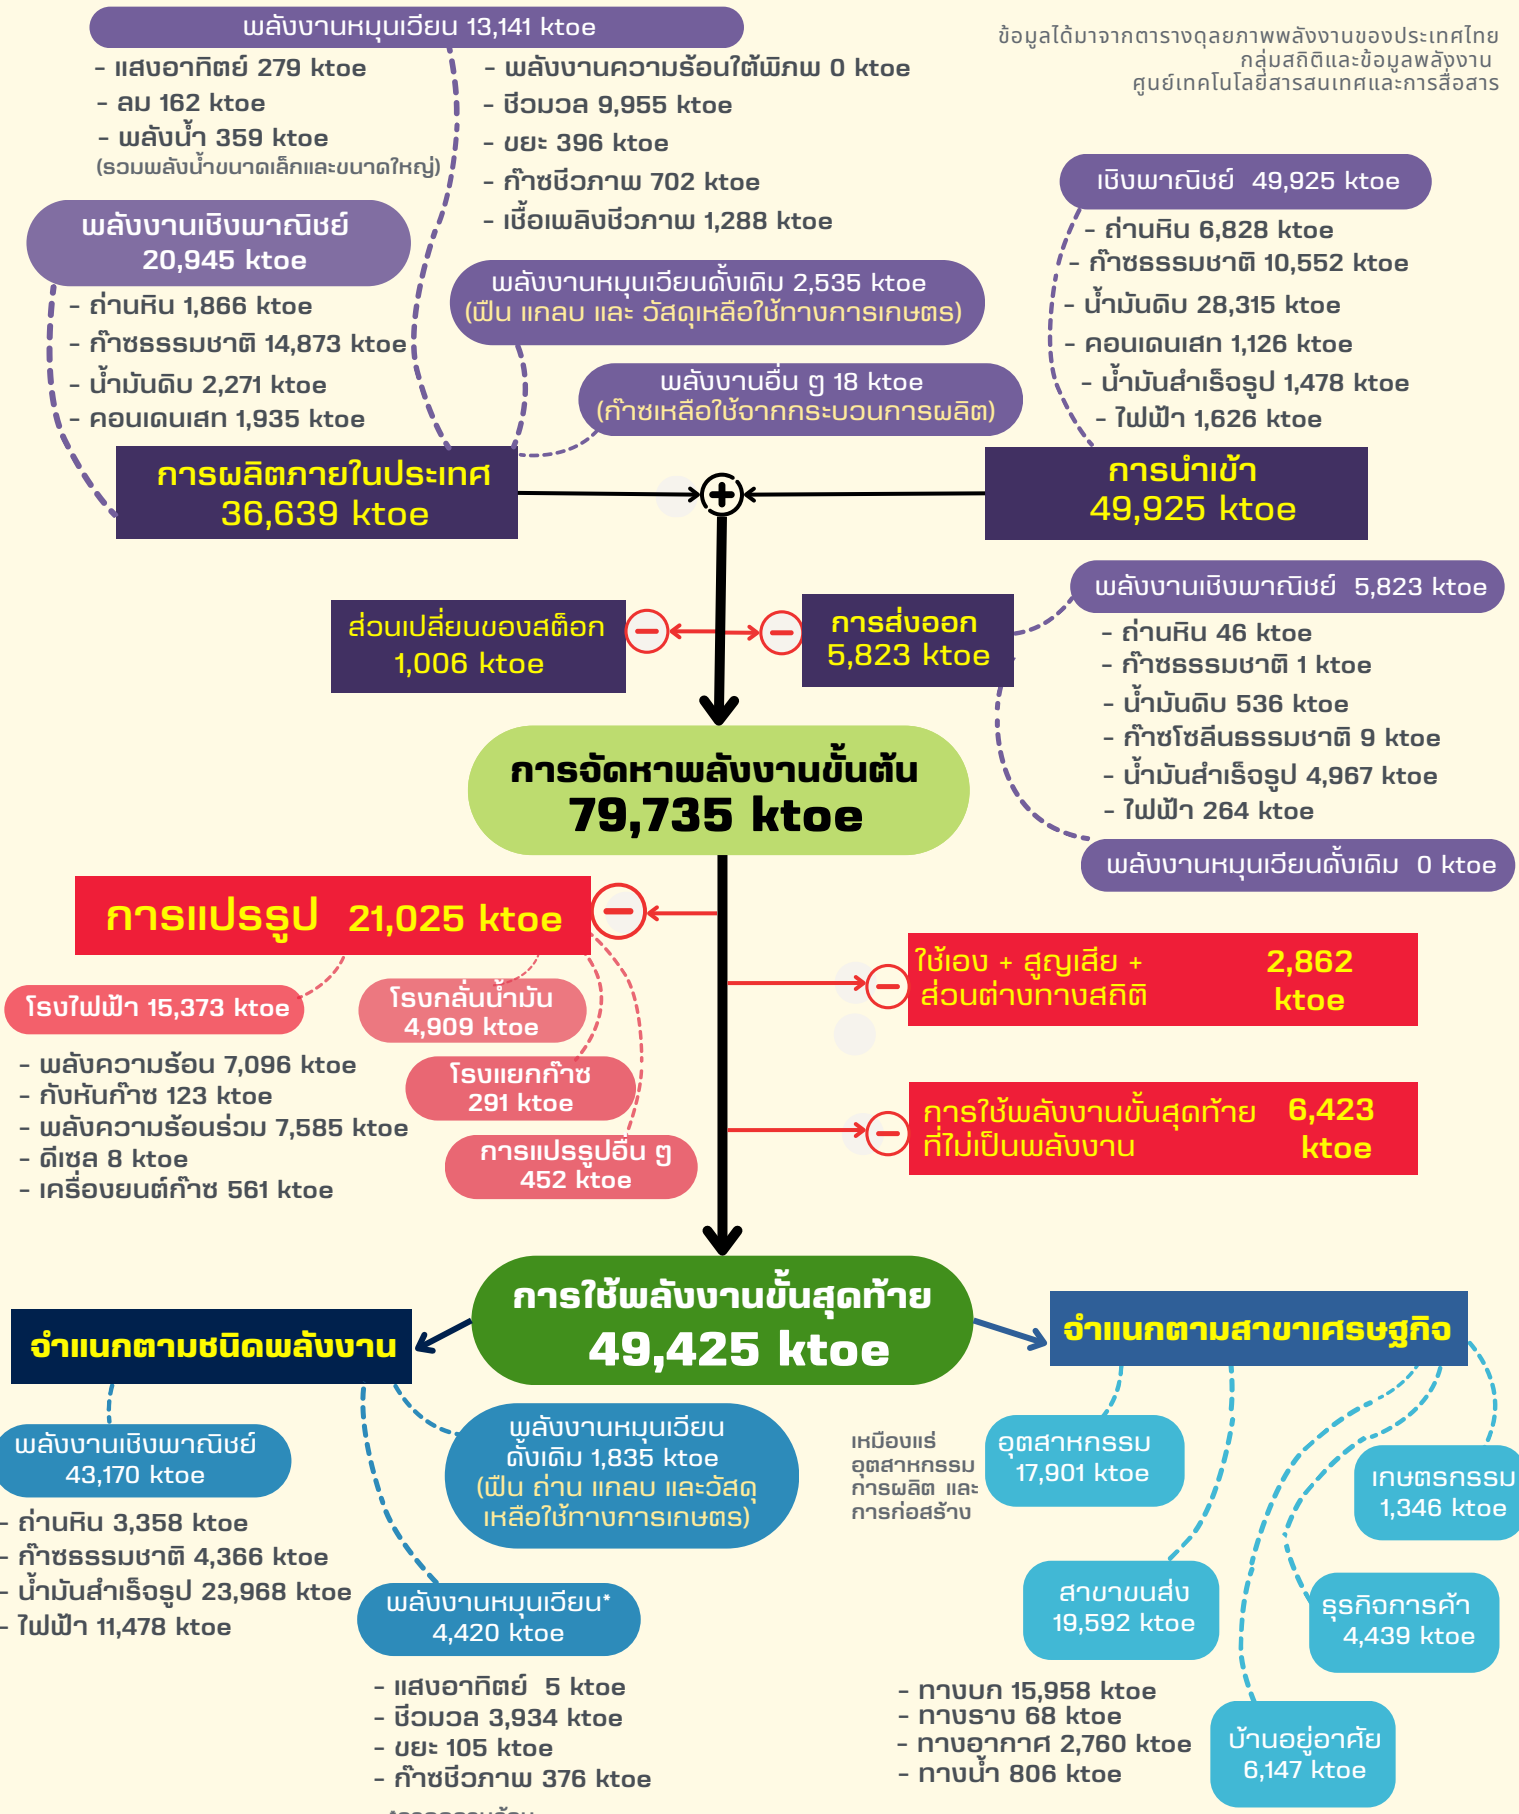 พลังงานหมุนเวียน 13,141 ktoe
- แสงอาทิตย์ 279 ktoe
- ลม 162 ktoe
- พลังน้ำ 359 ktoe
(รวมพลังน้ำขนาดเล็กและขนาดใหญ่)
- พลังงานความร้อนใต้พิภพ 0 ktoe
- ชีวมวล 9,955 ktoe
- ขยะ 396 ktoe
- ก๊าซชีวภาพ 702 ktoe
- เชื้อเพลิงชีวภาพ 1,288 ktoe
ข้อมูลได้มาจากตารางดุลยภาพพลังงานของประเทศไทย
กลุ่มสถิติและข้อมูลพลังงาน
ศูนย์เทคโนโลยีสารสนเทศและการสื่อสาร
พลังงานเชิงพาณิชย์
20,945 ktoe
- ถ่านหิน 1,866 ktoe
- ก๊าซธรรมชาติ 14,873 ktoe
- น้ำมันดิบ 2,271 ktoe
- คอนเดนเสท 1,935 ktoe
พลังงานหมุนเวียนดั้งเดิม 2,535 ktoe
(ฟืน แกลบ และ วัสดุเหลือใช้ทางการเกษตร)
พลังงานอื่น ๆ 18 ktoe
(ก๊าซเหลือใช้จากกระบวนการผลิต)
เชิงพาณิชย์ 49,925 ktoe
- ถ่านหิน 6,828 ktoe
- ก๊าซธรรมชาติ 10,552 ktoe
- น้ำมันดิบ 28,315 ktoe
- คอนเดนเสท 1,126 ktoe
- น้ำมันสำเร็จรูป 1,478 ktoe
- ไฟฟ้า 1,626 ktoe
การผลิตภายในประเทศ
36,639 ktoe
การนำเข้า
49,925 ktoe
ส่วนเปลี่ยนของสต็อก
1,006 ktoe
การส่งออก
5,823 ktoe
พลังงานเชิงพาณิชย์ 5,823 ktoe
- ถ่านหิน 46 ktoe
- ก๊าซธรรมชาติ 1 ktoe
- น้ำมันดิบ 536 ktoe
- ก๊าซโซลีนธรรมชาติ 9 ktoe
- น้ำมันสำเร็จรูป 4,967 ktoe
- ไฟฟ้า 264 ktoe
พลังงานหมุนเวียนดั้งเดิม 0 ktoe
การจัดหาพลังงานขั้นต้น
79,735 ktoe
การแปรรูป 21,025 ktoe
โรงไฟฟ้า 15,373 ktoe
- พลังความร้อน 7,096 ktoe
- กังหันก๊าซ 123 ktoe
- พลังความร้อนร่วม 7,585 ktoe
- ดีเซล 8 ktoe
- เครื่องยนต์ก๊าซ 561 ktoe
โรงกลั่นน้ำมัน
4,909 ktoe
โรงแยกก๊าซ
291 ktoe
การแปรรูปอื่น ๆ
452 ktoe
ใช้เอง + สูญเสีย +
ส่วนต่างทางสถิติ
2,862
ktoe
การใช้พลังงานขั้นสุดท้าย
ที่ไม่เป็นพลังงาน
6,423
ktoe
การใช้พลังงานขั้นสุดท้าย
49,425 ktoe
จำแนกตามชนิดพลังงาน
พลังงานเชิงพาณิชย์
43,170 ktoe
- ถ่านหิน 3,358 ktoe
- ก๊าซธรรมชาติ 4,366 ktoe
- น้ำมันสำเร็จรูป 23,968 ktoe
- ไฟฟ้า 11,478 ktoe
พลังงานหมุนเวียน
ดั้งเดิม 1,835 ktoe
(ฟืน ถ่าน แกลบ และวัสดุ
เหลือใช้ทางการเกษตร)
พลังงานหมุนเวียน*
4,420 ktoe
- แสงอาทิตย์ 5 ktoe
- ชีวมวล 3,934 ktoe
- ขยะ 105 ktoe
- ก๊าซชีวภาพ 376 ktoe
จำแนกตามสาขาเศรษฐกิจ
เหมืองแร่
อุตสาหกรรม
การผลิต และ
การก่อสร้าง
อุตสาหกรรม
17,901 ktoe
เกษตรกรรม
1,346 ktoe
สาขาขนส่ง
19,592 ktoe
- ทางบก 15,958 ktoe
- ทางราง 68 ktoe
- ทางอากาศ 2,760 ktoe
- ทางน้ำ 806 ktoe
ธุรกิจการค้า
4,439 ktoe
บ้านอยู่อาศัย
6,147 ktoe